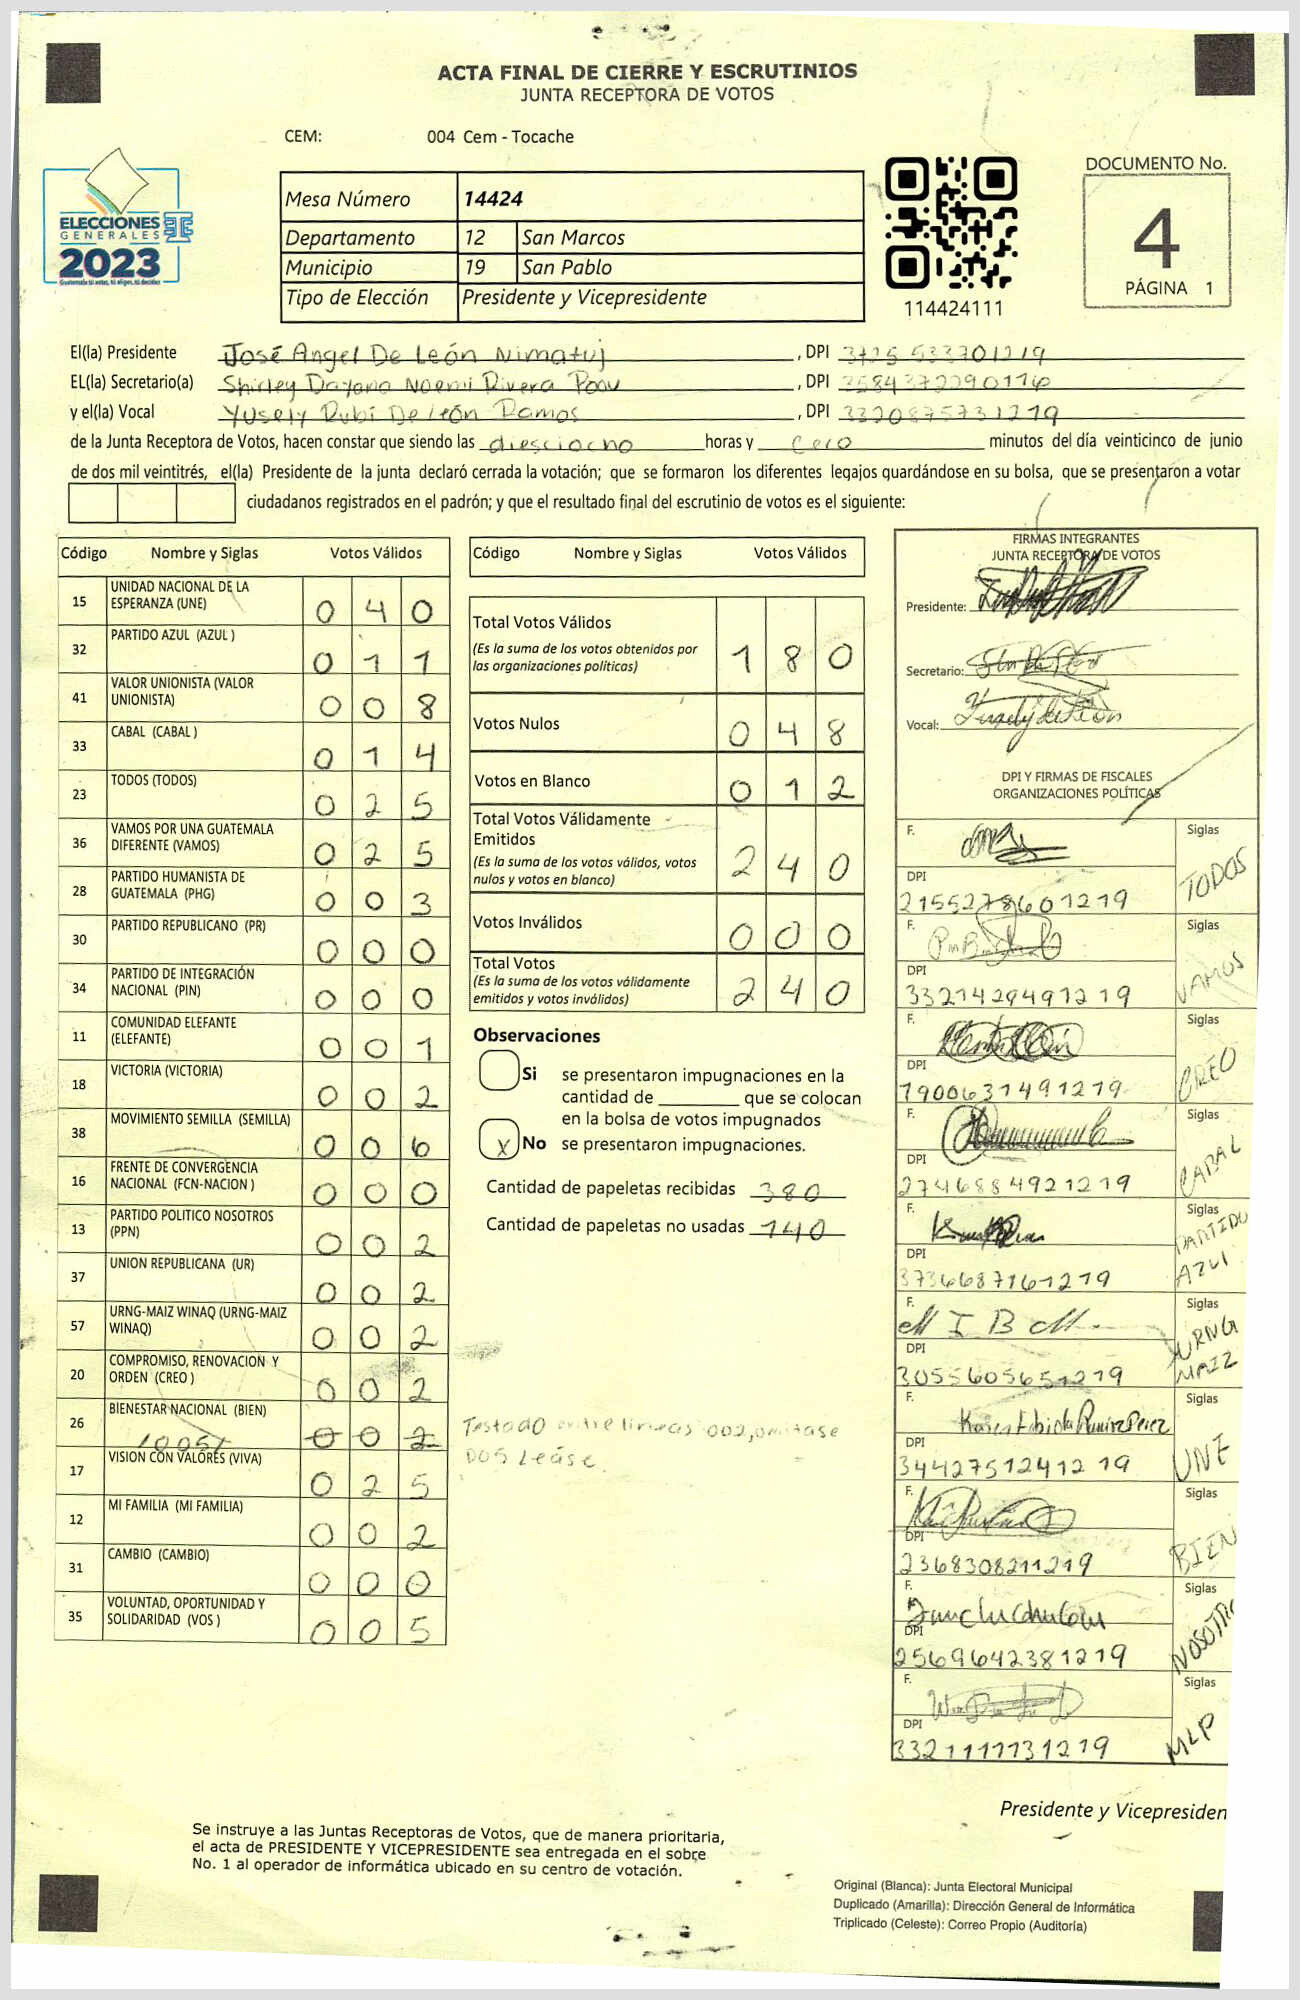 ACTA FINAL DE CIERRE Y ESCRUTINIOS
JUNTA RECEPTORA DE VOTOS
CEM: 004 Cem - Tocache
ELECCIONES
GENERALES
2023
Mesa Número 14424
Departamento 12 San Marcos
Municipio 19 San Pablo
Tipo de Elección Presidente y Vicepresidente
114424111
DOCUMENTO No.
4
PÁGINA 1
El(la) Presidente José Angel De León Nimatuj , DPI 3725 533701219
EL(la) Secretario(a) Shirley Dayana Noemi Rivera , DPI 3584372290116
y el(la) Vocal Yusely Rubí De León Ramos , DPI 3320875731219
de la Junta Receptora de Votos, hacen constar que siendo las diesciocho horas y cero minutos del día veinticinco de junio
de dos mil veintitrés, el(la) Presidente de la junta declaró cerrada la votación; que se formaron los diferentes legajos guardándose en su bolsa, que se presentaron a votar
ciudadanos registrados en el padrón; y que el resultado final del escrutinio de votos es el siguiente:
Código Nombre y Siglas Votos Válidos
15 UNIDAD NACIONAL DE LA ESPERANZA (UNE) 0 4 0
32 PARTIDO AZUL (AZUL ) 0 1 1
41 VALOR UNIONISTA (VALOR UNIONISTA) 0 0 8
33 CABAL (CABAL ) 0 1 4
23 TODOS (TODOS) 0 2 5
36 VAMOS POR UNA GUATEMALA DIFERENTE (VAMOS) 0 2 5
28 PARTIDO HUMANISTA DE GUATEMALA (PHG) 0 0 3
30 PARTIDO REPUBLICANO (PR) 0 0 0
34 PARTIDO DE INTEGRACIÓN NACIONAL (PIN) 0 0 0
11 COMUNIDAD ELEFANTE (ELEFANTE) 0 0 1
18 VICTORIA (VICTORIA) 0 0 2
38 MOVIMIENTO SEMILLA (SEMILLA) 0 0 6
16 FRENTE DE CONVERGENCIA NACIONAL (FCN-NACION ) 0 0 0
13 PARTIDO POLITICO NOSOTROS (PPN) 0 0 2
37 UNION REPUBLICANA (UR) 0 0 2
57 URNG-MAIZ WINAQ (URNG-MAIZ WINAQ) 0 0 2
20 COMPROMISO, RENOVACION Y ORDEN (CREO ) 0 0 2
26 BIENESTAR NACIONAL (BIEN) 0 0 2
17 VISION CON VALORES (VIVA) 0 2 5
12 MI FAMILIA (MI FAMILIA) 0 0 2
31 CAMBIO (CAMBIO) 0 0 0
35 VOLUNTAD, OPORTUNIDAD Y SOLIDARIDAD (VOS ) 0 0 5
Código Nombre y Siglas Votos Válidos
Total Votos Válidos 1 8 0
(Es la suma de los votos obtenidos por
las organizaciones políticas)
Votos Nulos 0 4 8
Votos en Blanco 0 1 2
Total Votos Válidamente
Emitidos 2 4 0
(Es la suma de los votos válidos, votos
nulos y votos en blanco)
Votos Inválidos 0 0 0
Total Votos 2 4 0
(Es la suma de los votos válidamente
emitidos y votos inválidos)
Observaciones
Si se presentaron impugnaciones en la
cantidad de ________ que se colocan
en la bolsa de votos impugnados
X No se presentaron impugnaciones.
Cantidad de papeletas recibidas 380
Cantidad de papeletas no usadas 140
Testado entre lineas 002, omitase
005 Leáse.
FIRMAS INTEGRANTES
JUNTA RECEPTORA DE VOTOS
Presidente:
Secretario:
Vocal: Yusely de León
DPI Y FIRMAS DE FISCALES
ORGANIZACIONES POLÍTICAS
F. Siglas TODOS
DPI 2155278601219
F. Siglas VAMOS
DPI 3321429491219
F. Siglas CREO
DPI 1900631491219
F. Siglas CABAL
DPI 2746884921219
F. Siglas PARTIDO AZUL
DPI 3736687161219
F. M I B M Siglas URNG MAIZ
DPI 3055605651219
F. Karen Fabiola Ramirez Perez Siglas UNE
DPI 3442751241219
F. Siglas BIEN
DPI 2368308211219
F. Siglas
DPI 2569642381219
F. Siglas MLP
DPI 3321111131219
Presidente y Vicepresiden
Se instruye a las Juntas Receptoras de Votos, que de manera prioritaria,
el acta de PRESIDENTE Y VICEPRESIDENTE sea entregada en el sobre
No. 1 al operador de informática ubicado en su centro de votación.
Original (Blanca): Junta Electoral Municipal
Duplicado (Amarilla): Dirección General de Informática
Triplicado (Celeste): Correo Propio (Auditoría)